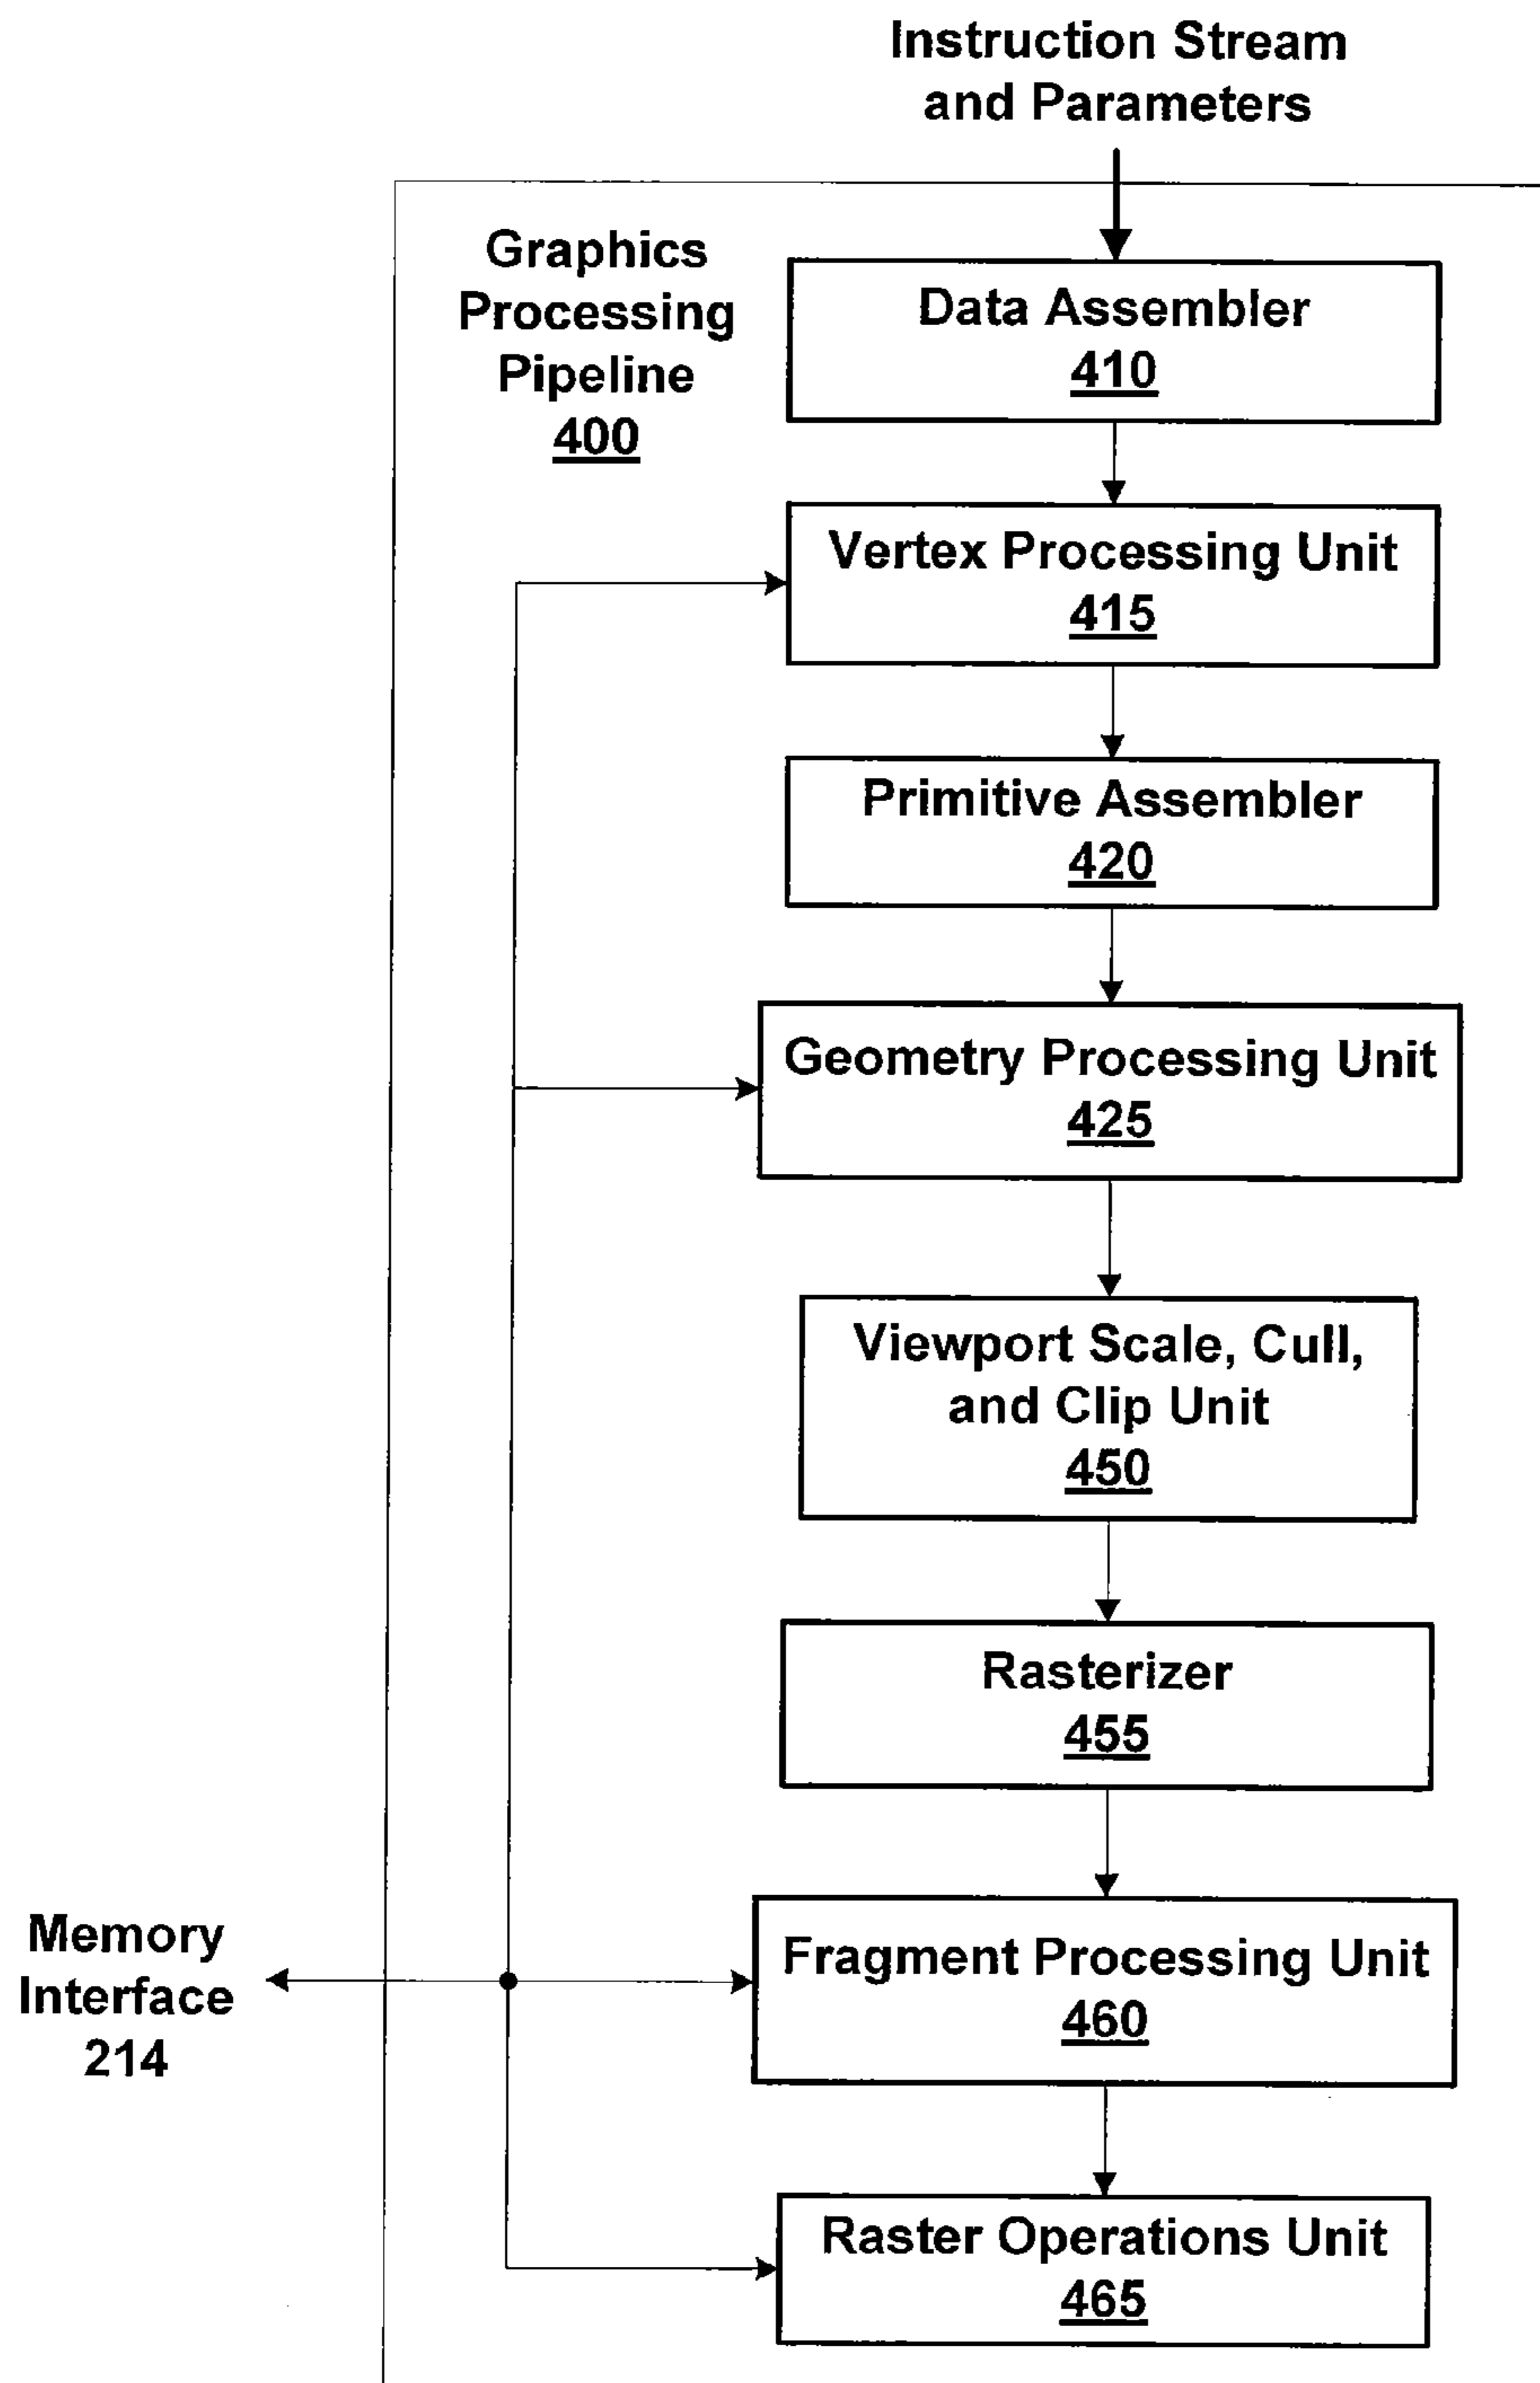 Instruction Stream
and Parameters
Graphics
Processing
Pipeline
400
Data Assembler
410
Vertex Processing Unit
415
Primitive Assembler
420
Geometry Processing Unit
425
Viewport Scale, Cull,
and Clip Unit
450
Rasterizer
455
Memory
Interface
214
Fragment Processing Unit
460
Raster Operations Unit
465